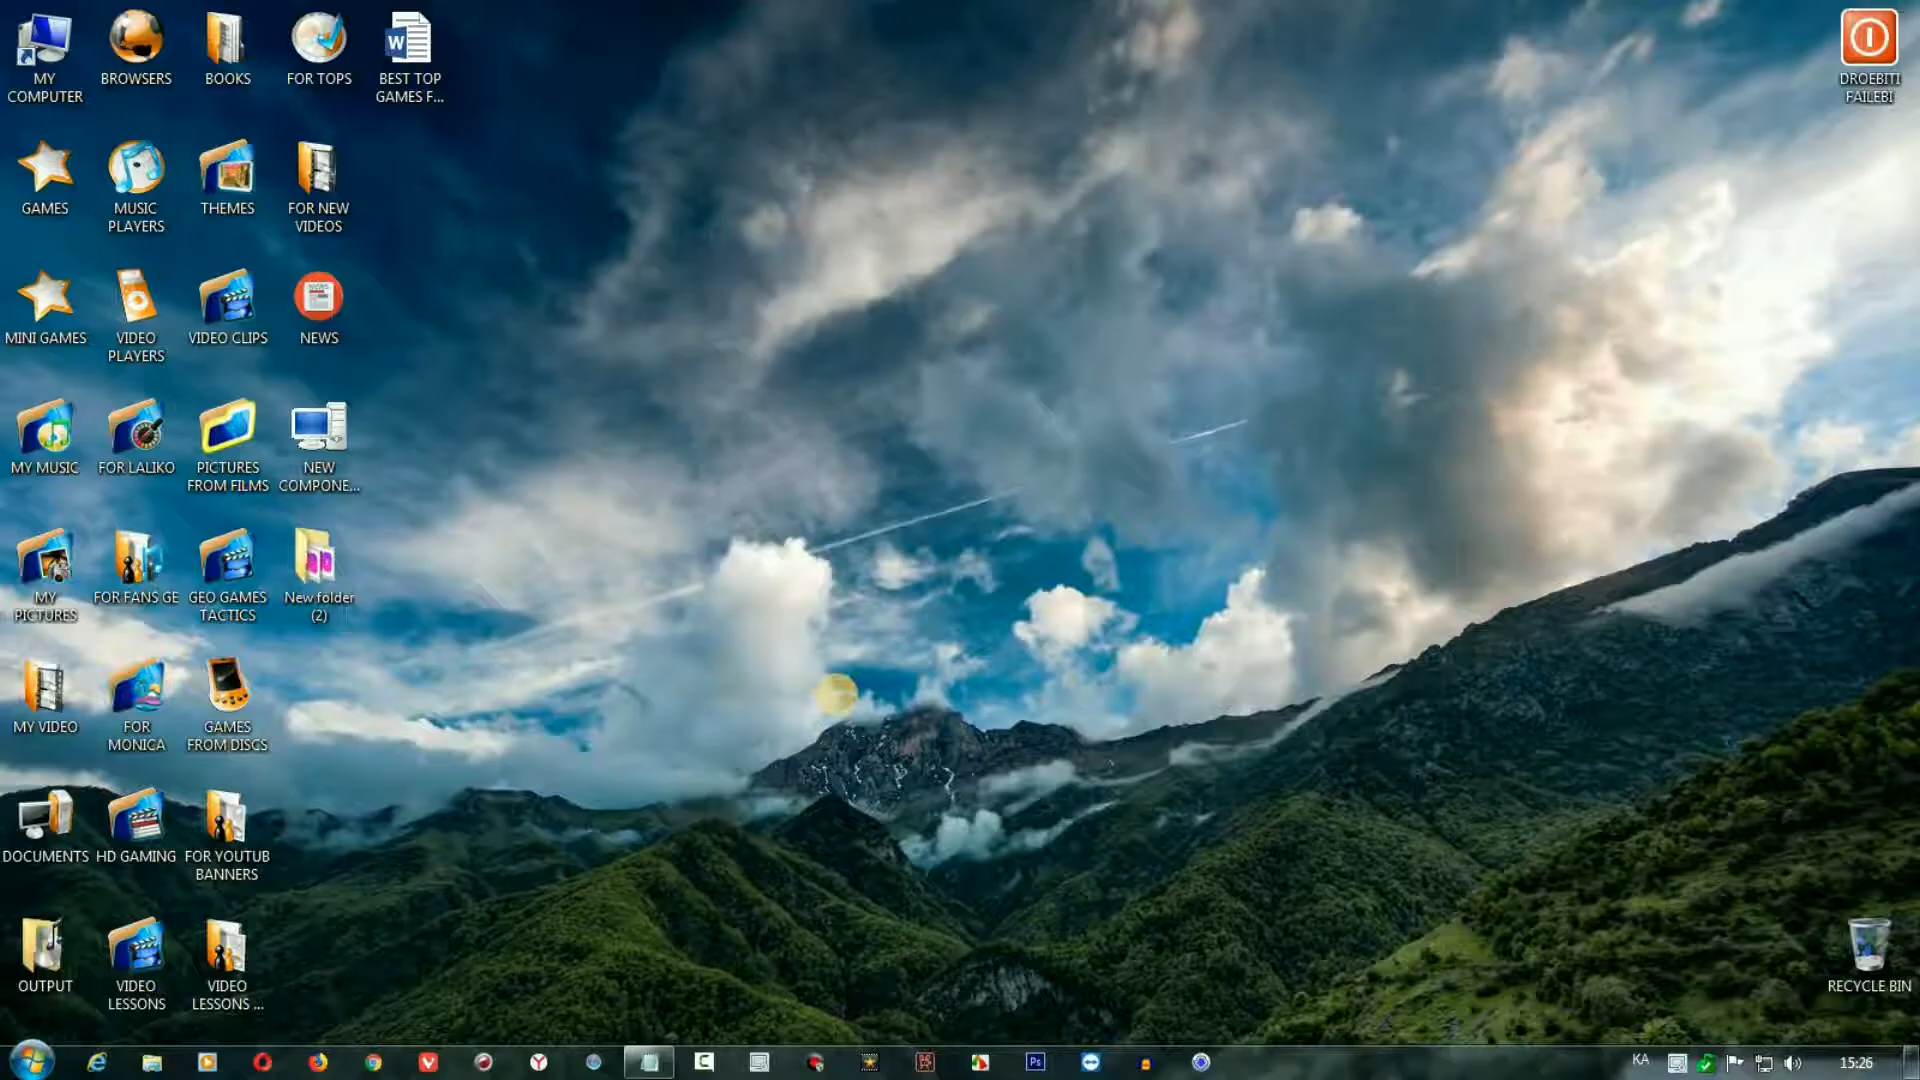 MY
COMPUTER
BROWSERS
BOOKS
FOR TOPS
BEST TOP
GAMES F...
DROEBITI
FAILEBI
GAMES
MUSIC
PLAYERS
THEMES
FOR NEW
VIDEOS
MINI GAMES
VIDEO
PLAYERS
VIDEO CLIPS
NEWS
NEWS
MY MUSIC
FOR LALIKO
PICTURES
FROM FILMS
NEW
COMPONE...
MY
PICTURES
FOR FANS GE
GEO GAMES
TACTICS
New folder
(2)
MY VIDEO
FOR
MONICA
GAMES
FROM DISCS
DOCUMENTS
HD GAMING
FOR YOUTUB
BANNERS
OUTPUT
VIDEO
LESSONS
VIDEO
LESSONS ...
RECYCLE BIN
Ps
KA
15:26